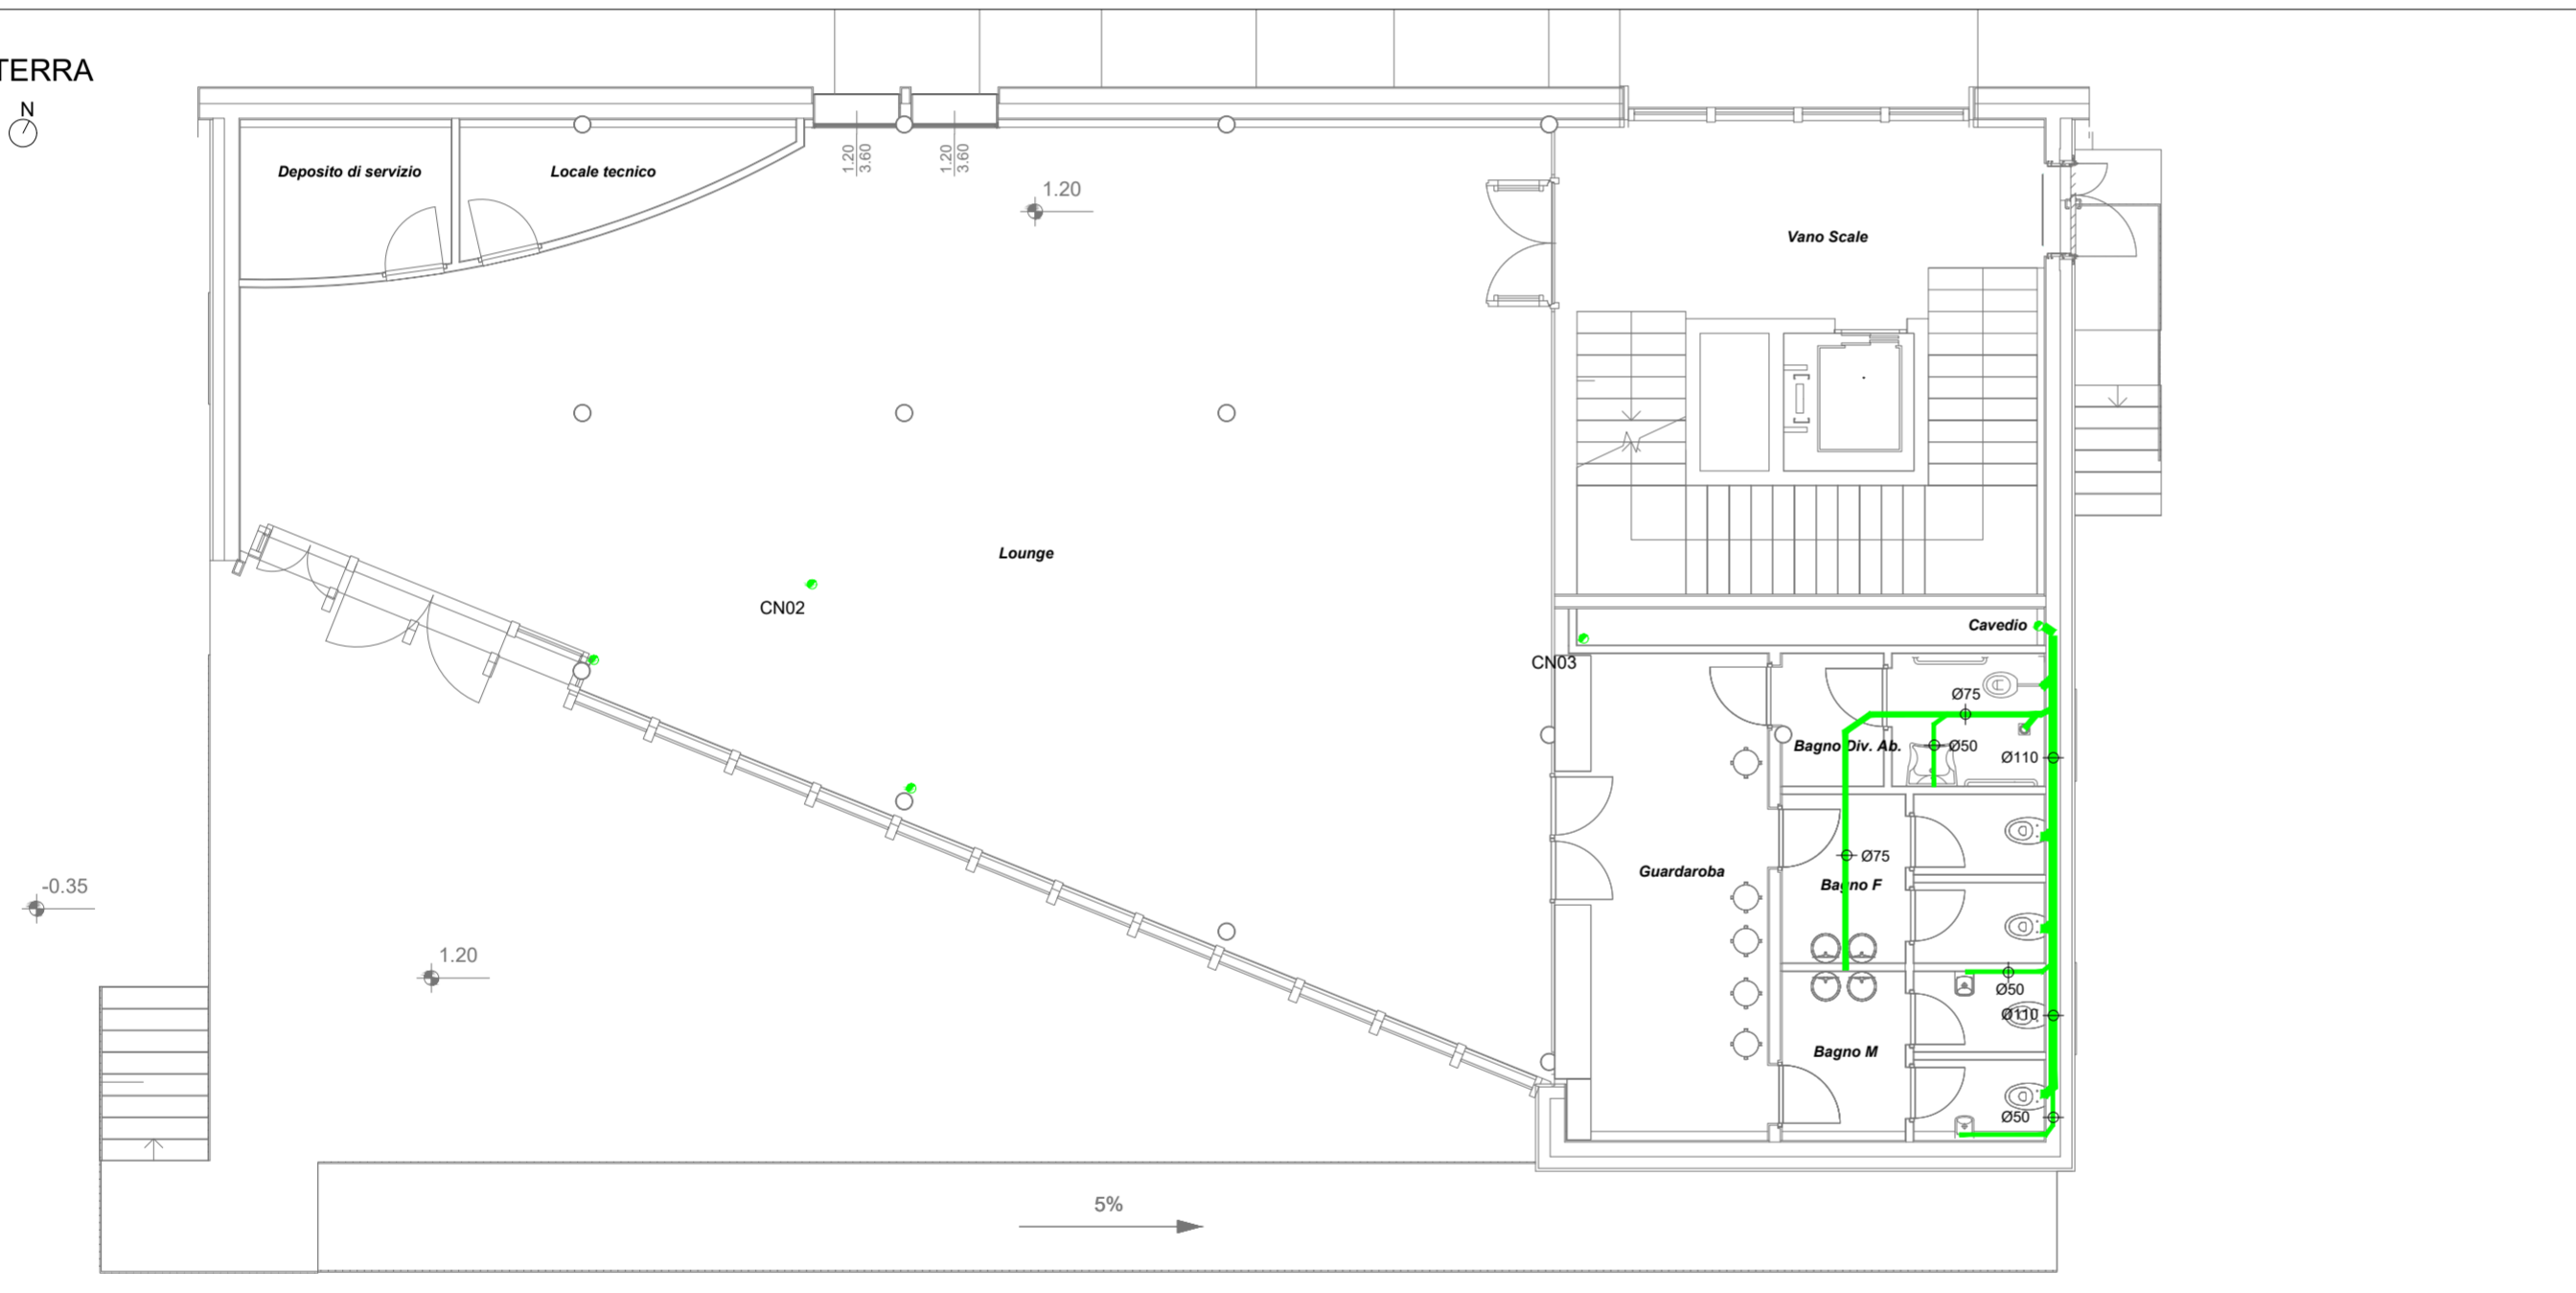 TERRA
N
Deposito di servizio
Locale tecnico
1.20
3.60
1.20
3.60
1.20
Vano Scale
Lounge
CN02
Cavedio
CN03
Ø75
Bagno Div. Ab.
Ø50
Ø110
Ø75
Guardaroba
Bagno F
-0.35
1.20
Ø50
Ø110
Bagno M
Ø50
5%